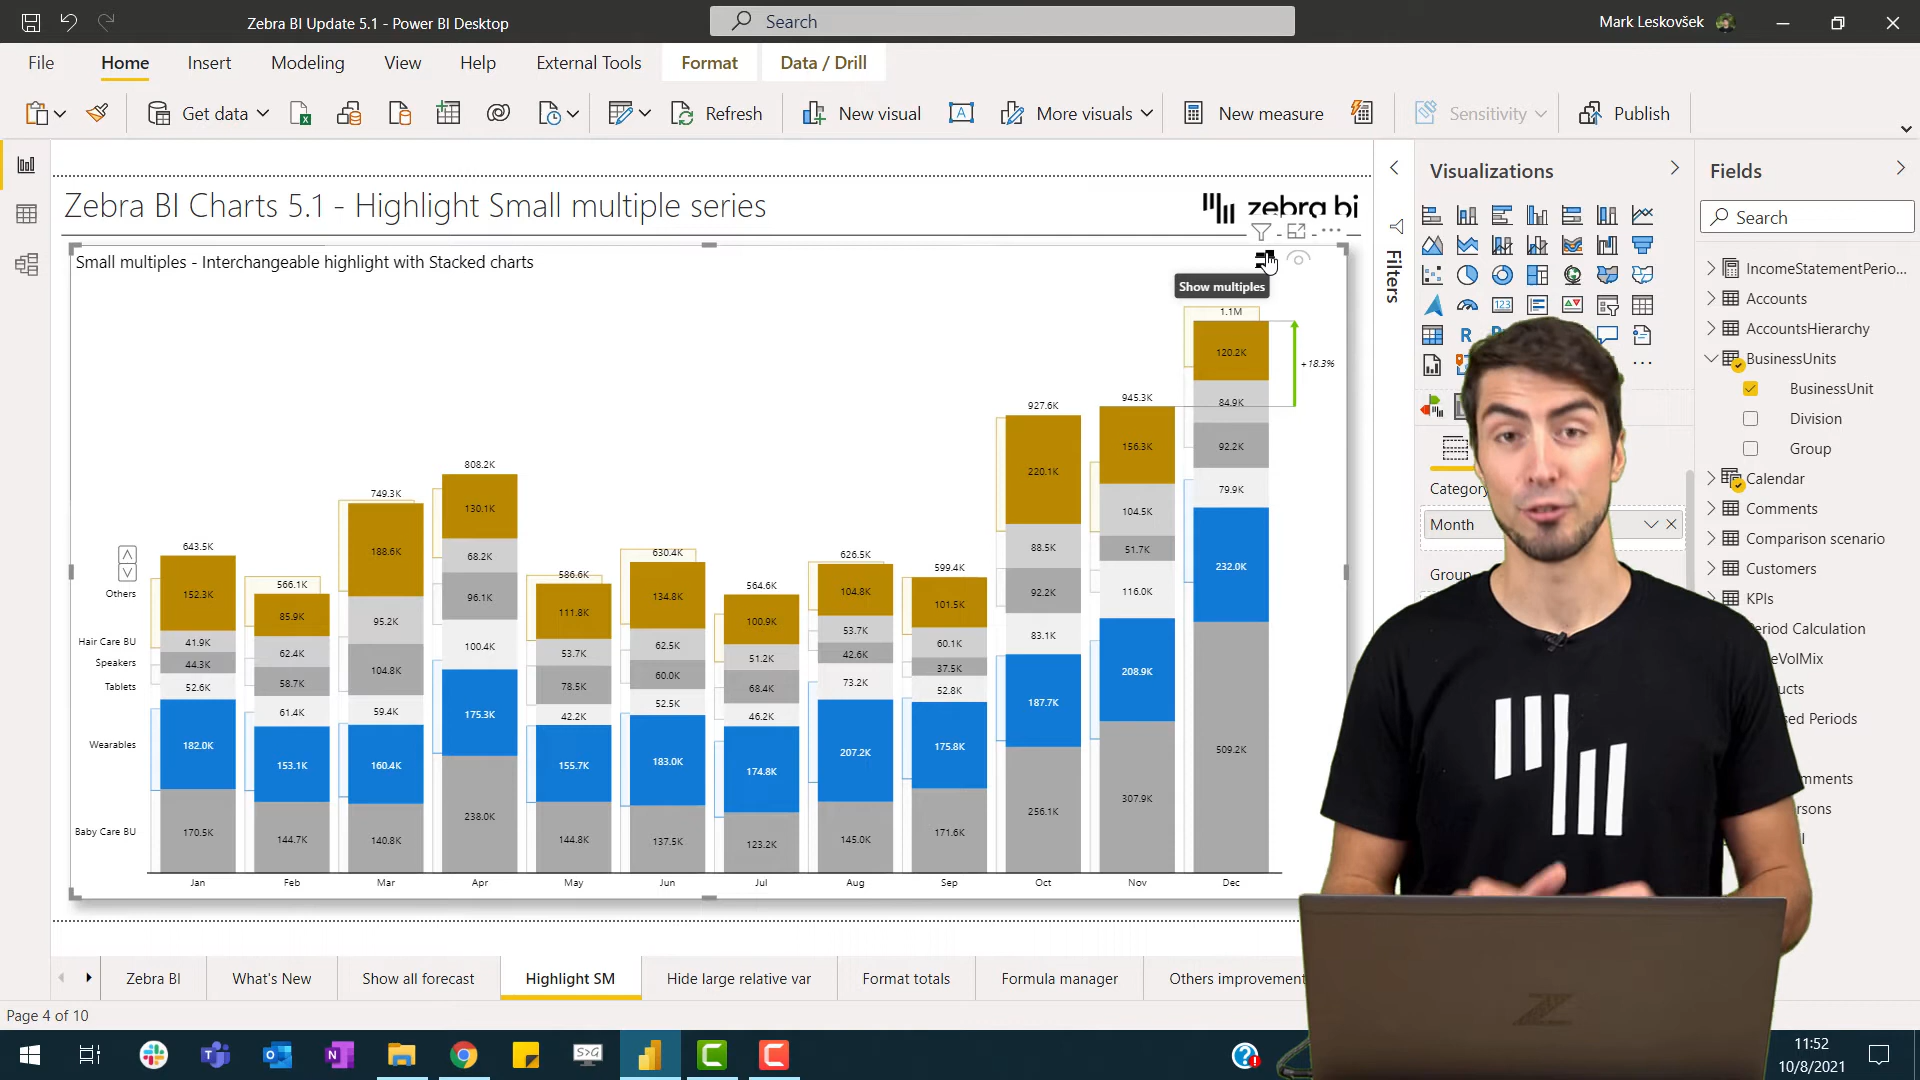 Zebra BI Update 5.1 - Power BI Desktop
Search
Mark Leskovšek
File
Home
Insert
Modeling
View
Help
External Tools
Format
Data / Drill
Get data
Refresh
New visual
More visuals
New measure
Sensitivity
Publish
Zebra BI Charts 5.1 - Highlight Small multiple series
zebra bi
Small multiples - Interchangeable highlight with Stacked charts
Show multiples
1.1M
120.2K
+18.3%
84.9K
92.2K
79.9K
232.0K
509.2K
945.3K
156.3K
104.5K
51.7K
116.0K
208.9K
307.9K
927.6K
220.1K
88.5K
92.2K
83.1K
187.7K
256.1K
599.4K
101.5K
60.1K
37.5K
52.8K
175.8K
171.6K
626.5K
104.8K
53.7K
42.6K
73.2K
207.2K
145.0K
564.6K
100.9K
51.2K
68.4K
46.2K
174.8K
123.2K
630.4K
134.8K
62.5K
60.0K
52.5K
183.0K
137.5K
586.6K
111.8K
53.7K
78.5K
42.2K
155.7K
144.8K
808.2K
130.1K
68.2K
96.1K
100.4K
175.3K
238.0K
749.3K
188.6K
95.2K
104.8K
59.4K
160.4K
140.8K
566.1K
85.9K
62.4K
58.7K
61.4K
153.1K
144.7K
643.5K
152.3K
41.9K
44.3K
52.6K
182.0K
170.5K
Others
Hair Care BU
Speakers
Tablets
Wearables
Baby Care BU
Jan
Feb
Mar
Apr
May
Jun
Jul
Aug
Sep
Oct
Nov
Dec
Filters
Visualizations
123
R
Category
Month
Group
Fields
Search
IncomeStatementPerio...
Accounts
AccountsHierarchy
BusinessUnits
BusinessUnit
Division
Group
Calendar
Comments
Comparison scenario
Customers
KPIs
eriod Calculation
eVolMix
ucts
sed Periods
mments
rsons
Zebra BI
What's New
Show all forecast
Highlight SM
Hide large relative var
Format totals
Formula manager
Others improvement
Page 4 of 10
11:52
10/8/2021